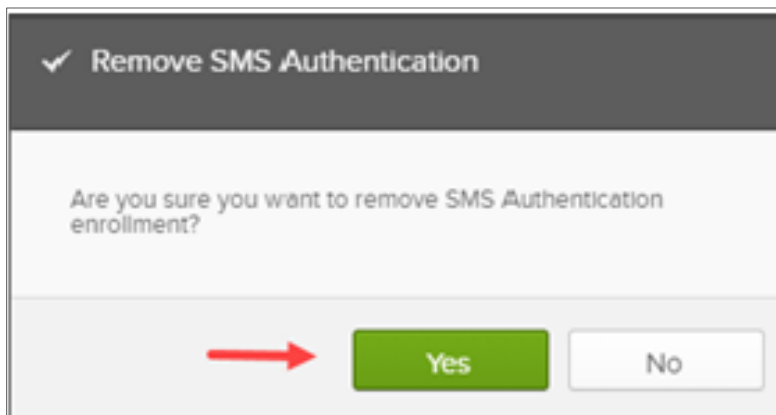 Remove SMS Authentication
Are you sure you want to remove SMS Authentication
enrollment?
Yes
No